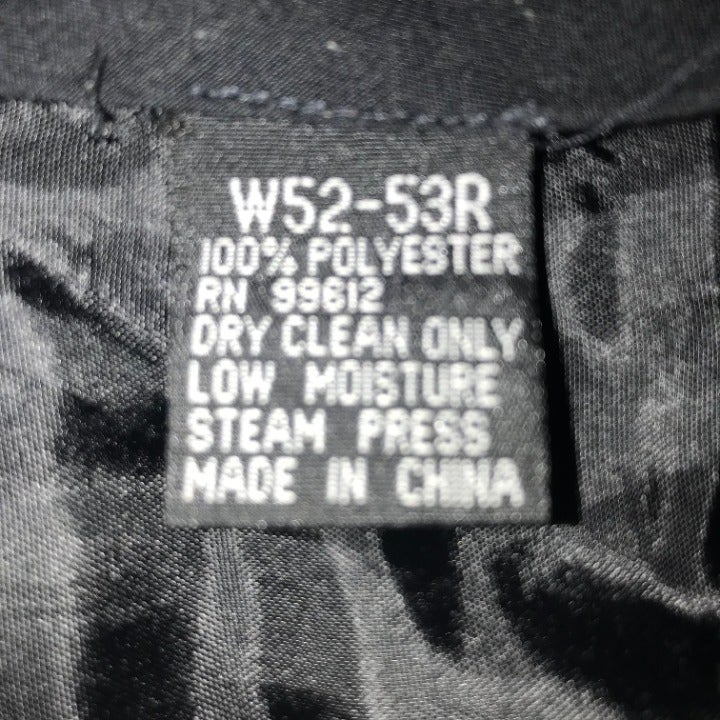 W52-53R
100% POLYESTER
RN 99612
DRY CLEAN ONLY
LOW MOISTURE
STEAM PRESS
MADE IN CHINA